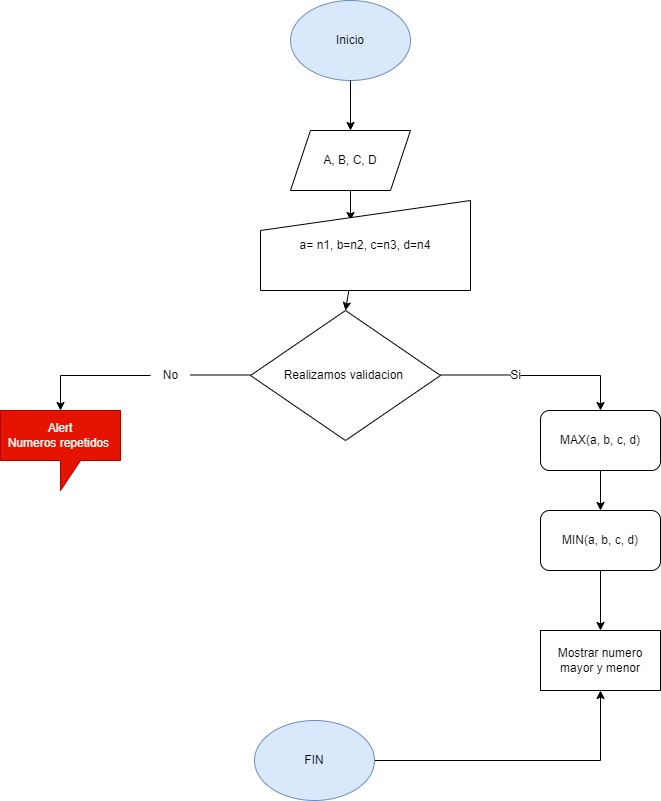 Inicio
A, B, C, D
a= n1, b=n2, c=n3, d=n4
Realizamos validacion
No
Si
Alert
Numeros repetidos
MAX(a, b, c, d)
MIN(a, b, c, d)
Mostrar numero
mayor y menor
FIN